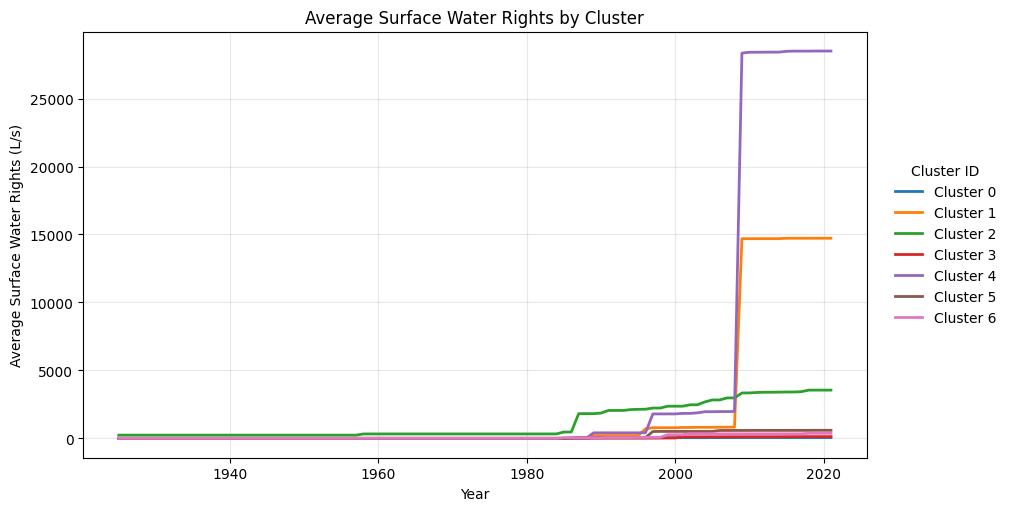 Average Surface Water Rights by Cluster
Average Surface Water Rights (L/s)
25000
20000
15000
10000
5000
0
1940
1960
1980
2000
2020
Year
Cluster ID
Cluster 0
Cluster 1
Cluster 2
Cluster 3
Cluster 4
Cluster 5
Cluster 6